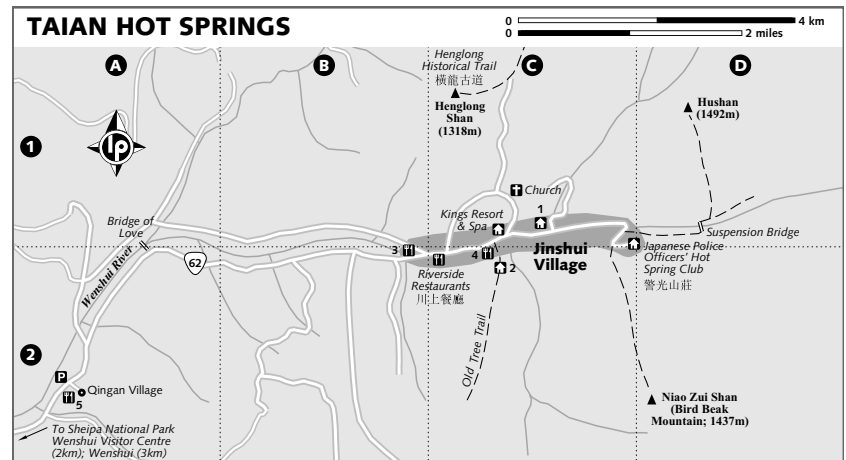 TAIAN HOT SPRINGS
0 4 km
0 2 miles
A
B
C
D
Henglong
Historical Trail
橫龍古道
Henglong
Shan
(1318m)
Hushan
(1492m)
1
lp
Church
1
Kings Resort
& Spa
Bridge of
Love
Suspension Bridge
3
4
Jinshui
Village
Japanese Police
Officers' Hot
Spring Club
警光山莊
62
Wenshui River
Riverside
Restaurants
川上餐廳
2
Old Tree Trail
2
P
Qingan Village
5
Niao Zui Shan
(Bird Beak
Mountain; 1437m)
To Sheipa National Park
Wenshui Visitor Centre
(2km); Wenshui (3km)